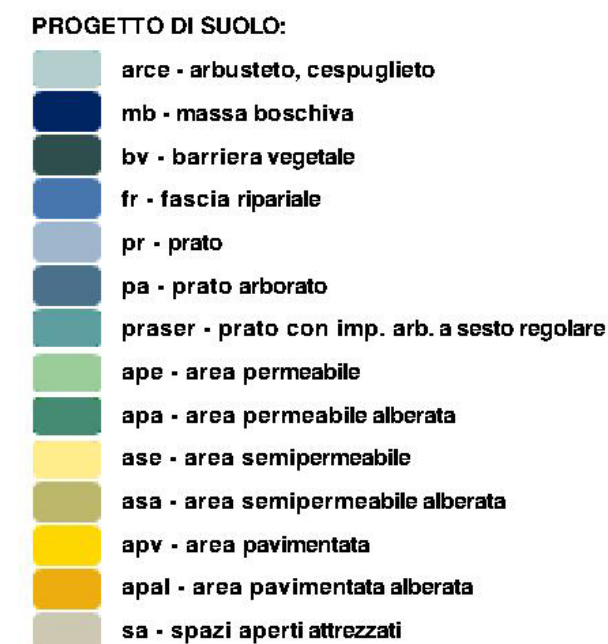 PROGETTO DI SUOLO:
arce - arbusteto, cespuglieto
mb - massa boschiva
bv - barriera vegetale
fr - fascia ripariale
pr - prato
pa - prato arborato
praser - prato con imp. arb. a sesto regolare
ape - area permeabile
apa - area permeabile alberata
ase - area semipermeabile
asa - area semipermeabile alberata
apv - area pavimentata
apal - area pavimentata alberata
sa - spazi aperti attrezzati